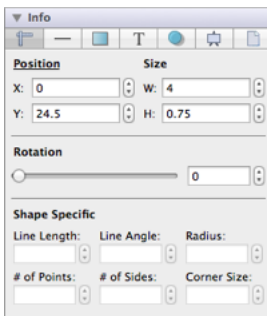 Info
T
Position Size
X: 0 W: 4
Y: 24.5 H: 0.75
Rotation
0
Shape Specific
Line Length: Line Angle: Radius:
# of Points: # of Sides: Corner Size: